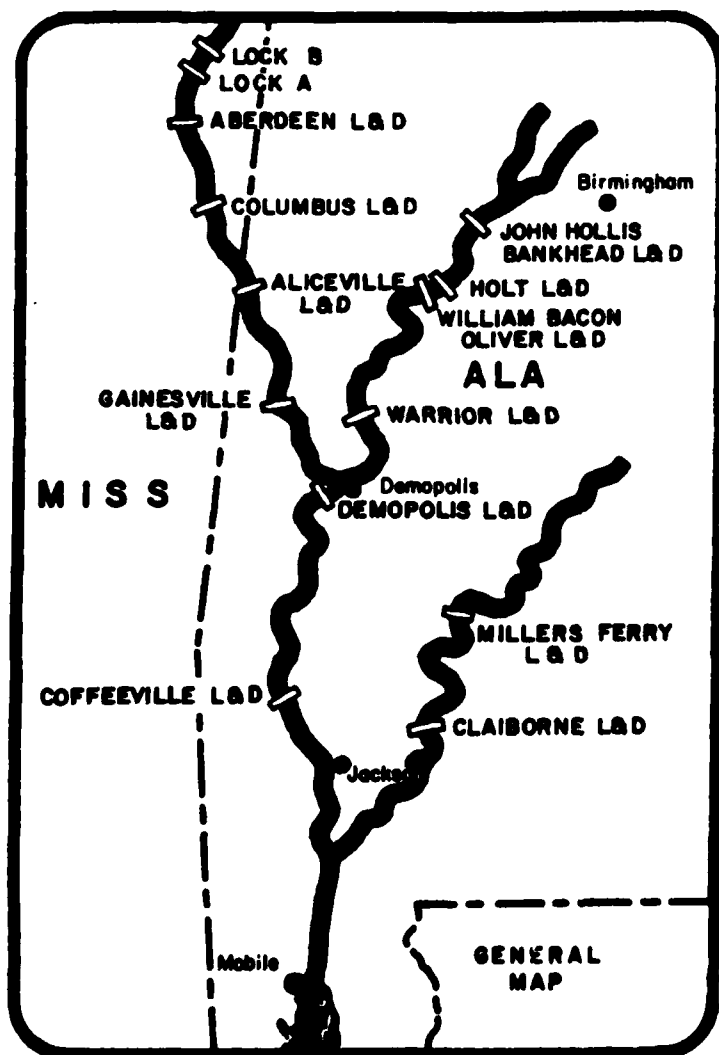 LOCK B
LOCK A
ABERDEEN L&D
Birmingham
COLUMBUS L&D
JOHN HOLLIS
BANKHEAD L&D
ALICEVILLE
L&D
HOLT L&D
WILLIAM BACON
OLIVER L&D
ALA
GAINESVILLE
L&D
WARRIOR L&D
MISS
Demopolis
DEMOPOLIS L&D
MILLERS FERRY
L&D
COFFEEVILLE L&D
CLAIBORNE L&D
GENERAL
MAP
Mobile